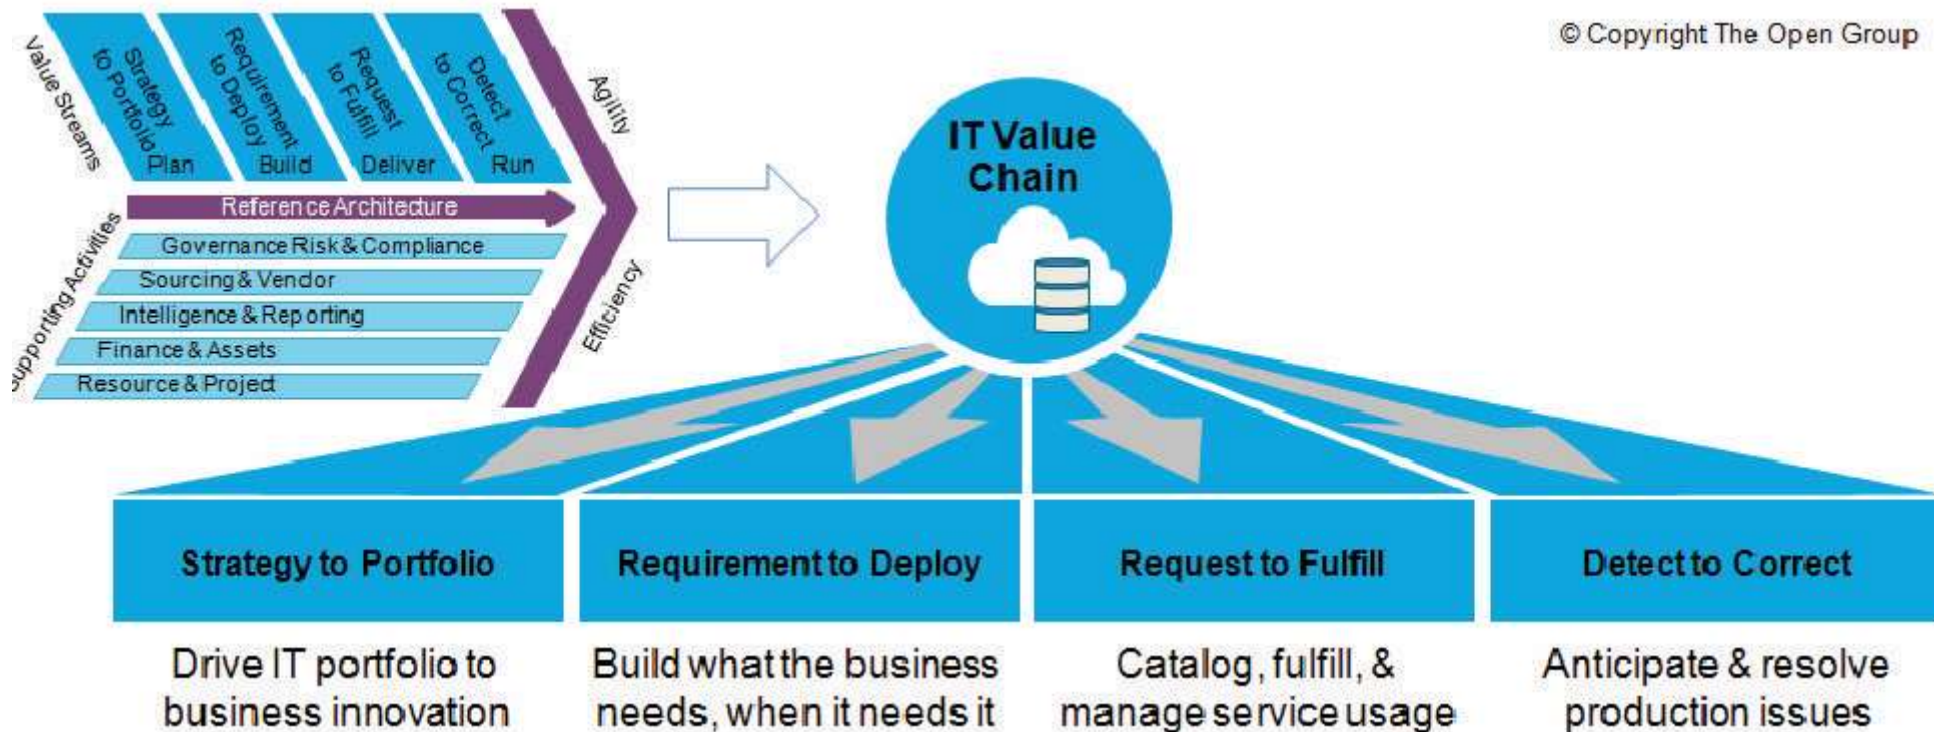 © Copyright The Open Group
Value Streams
Strategy
to Portfolio
Plan
Requirement
to Deploy
Build
Request
to Fulfill
Deliver
Detect
to Correct
Run
Agility
Reference Architecture
Supporting Activities
Governance Risk & Compliance
Sourcing & Vendor
Intelligence & Reporting
Finance & Assets
Resource & Project
Efficiency
IT Value
Chain
Strategy to Portfolio
Drive IT portfolio to
business innovation
Requirement to Deploy
Build what the business
needs, when it needs it
Request to Fulfill
Catalog, fulfill, &
manage service usage
Detect to Correct
Anticipate & resolve
production issues